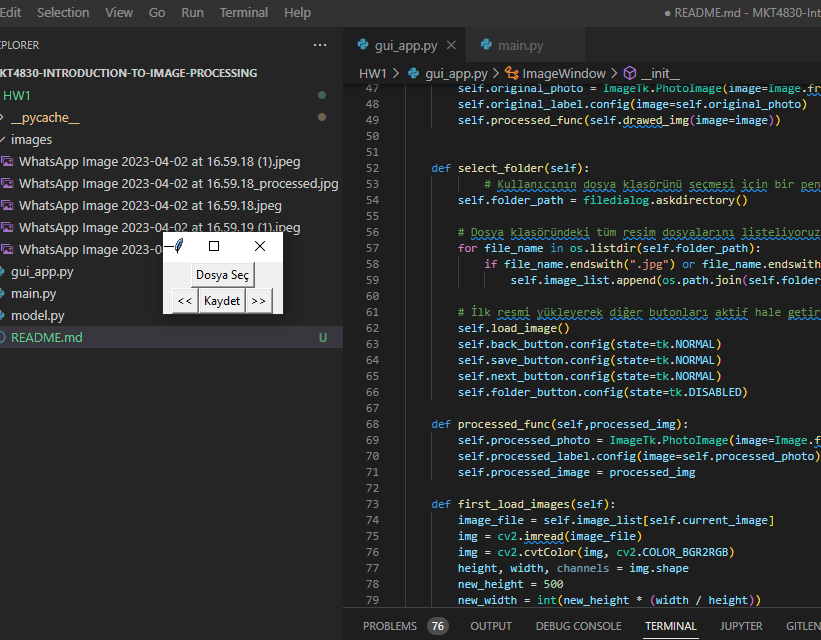 Edit Selection View Go Run Terminal Help
● README.md - MKT4830-Int
XPLORER ···
MKT4830-INTRODUCTION-TO-IMAGE-PROCESSING
HW1
__pycache__
images
WhatsApp Image 2023-04-02 at 16.59.18 (1).jpeg
WhatsApp Image 2023-04-02 at 16.59.18_processed.jpg
WhatsApp Image 2023-04-02 at 16.59.18.jpeg
WhatsApp Image 2023-04-02 at 16.59.19 (1).jpeg
WhatsApp Image 2023-0
gui_app.py
main.py
model.py
README.md U
Dosya Seç
<< Kaydet >>
gui_app.py main.py
HW1 > gui_app.py > ImageWindow > __init__
47 self.original_photo = ImageTk.PhotoImage(image=Image.fr
48 self.original_label.config(image=self.original_photo)
49 self.processed_func(self.drawed_img(image=image))
50
51
52 def select_folder(self):
53 # Kullanıcının dosya klasörünü seçmesi için bir pen
54 self.folder_path = filedialog.askdirectory()
55
56 # Dosya klasöründeki tüm resim dosyalarını listeliyoruz
57 for file_name in os.listdir(self.folder_path):
58 if file_name.endswith(".jpg") or file_name.endswith
59 self.image_list.append(os.path.join(self.folder
60
61 # İlk resmi yükleyerek diğer butonları aktif hale getir
62 self.load_image()
63 self.back_button.config(state=tk.NORMAL)
64 self.save_button.config(state=tk.NORMAL)
65 self.next_button.config(state=tk.NORMAL)
66 self.folder_button.config(state=tk.DISABLED)
67
68 def processed_func(self,processed_img):
69 self.processed_photo = ImageTk.PhotoImage(image=Image.f
70 self.processed_label.config(image=self.processed_photo)
71 self.processed_image = processed_img
72
73 def first_load_images(self):
74 image_file = self.image_list[self.current_image]
75 img = cv2.imread(image_file)
76 img = cv2.cvtColor(img, cv2.COLOR_BGR2RGB)
77 height, width, channels = img.shape
78 new_height = 500
79 new_width = int(new_height * (width / height))
PROBLEMS 76 OUTPUT DEBUG CONSOLE TERMINAL JUPYTER GITLEN